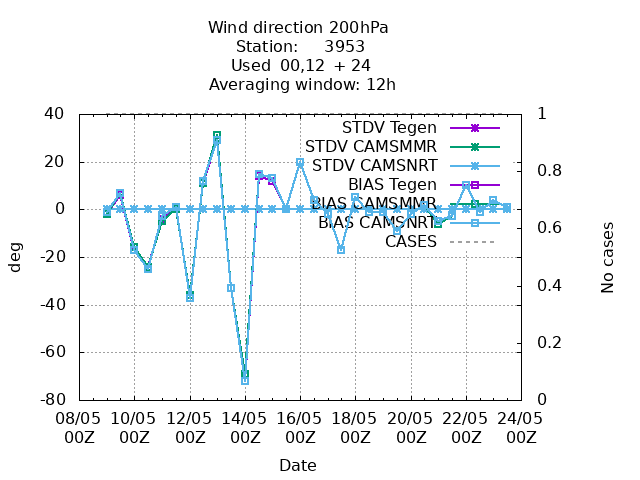 Wind direction 200hPa
Station: 3953
Used 00,12 + 24
Averaging window: 12h
40
20
0
-20
-40
-60
-80
deg
1
0.8
0.6
0.4
0.2
0
No cases
STDV Tegen
STDV CAMSMMR
STDV CAMSNRT
BIAS Tegen
BIAS CAMSMMR
BIAS CAMSNRT
CASES
08/05 10/05 12/05 14/05 16/05 18/05 20/05 22/05 24/05
00Z 00Z 00Z 00Z 00Z 00Z 00Z 00Z 00Z
Date